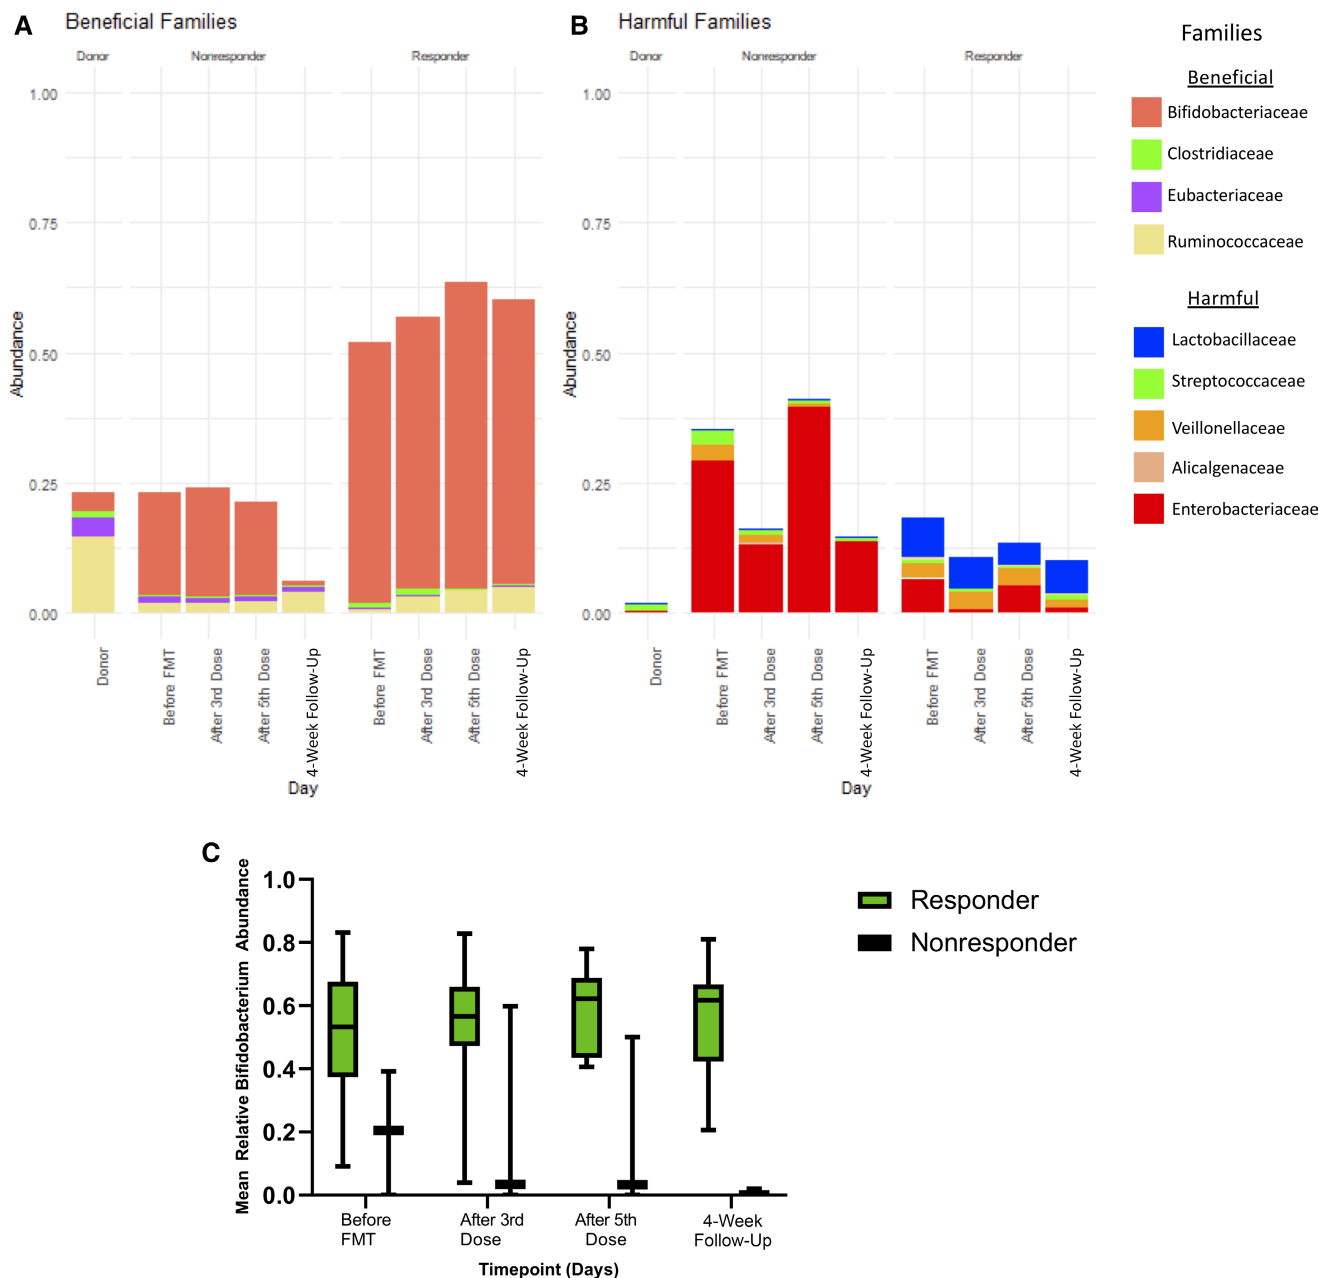 A Beneficial Families
Donor Nonresponder Responder
1.00
0.75
0.50
0.25
0.00
Abundance
Donor
Before FMT
After 3rd Dose
After 5th Dose
4-Week Follow-Up
Before FMT
After 3rd Dose
After 5th Dose
4-Week Follow-Up
Day
B Harmful Families
Donor Nonresponder Responder
1.00
0.75
0.50
0.25
0.00
Abundance
Donor
Before FMT
After 3rd Dose
After 5th Dose
4-Week Follow-Up
Before FMT
After 3rd Dose
After 5th Dose
4-Week Follow-Up
Day
Families
Beneficial
Bifidobacteriaceae
Clostridiaceae
Eubacteriaceae
Ruminococcaceae
Harmful
Lactobacillaceae
Streptococcaceae
Veillonellaceae
Alicalgenaceae
Enterobacteriaceae
C
Mean Relative Bifidobacterium Abundance
1.0
0.8
0.6
0.4
0.2
0.0
Before
FMT
After 3rd
Dose
After 5th
Dose
4-Week
Follow-Up
Timepoint (Days)
Responder
Nonresponder